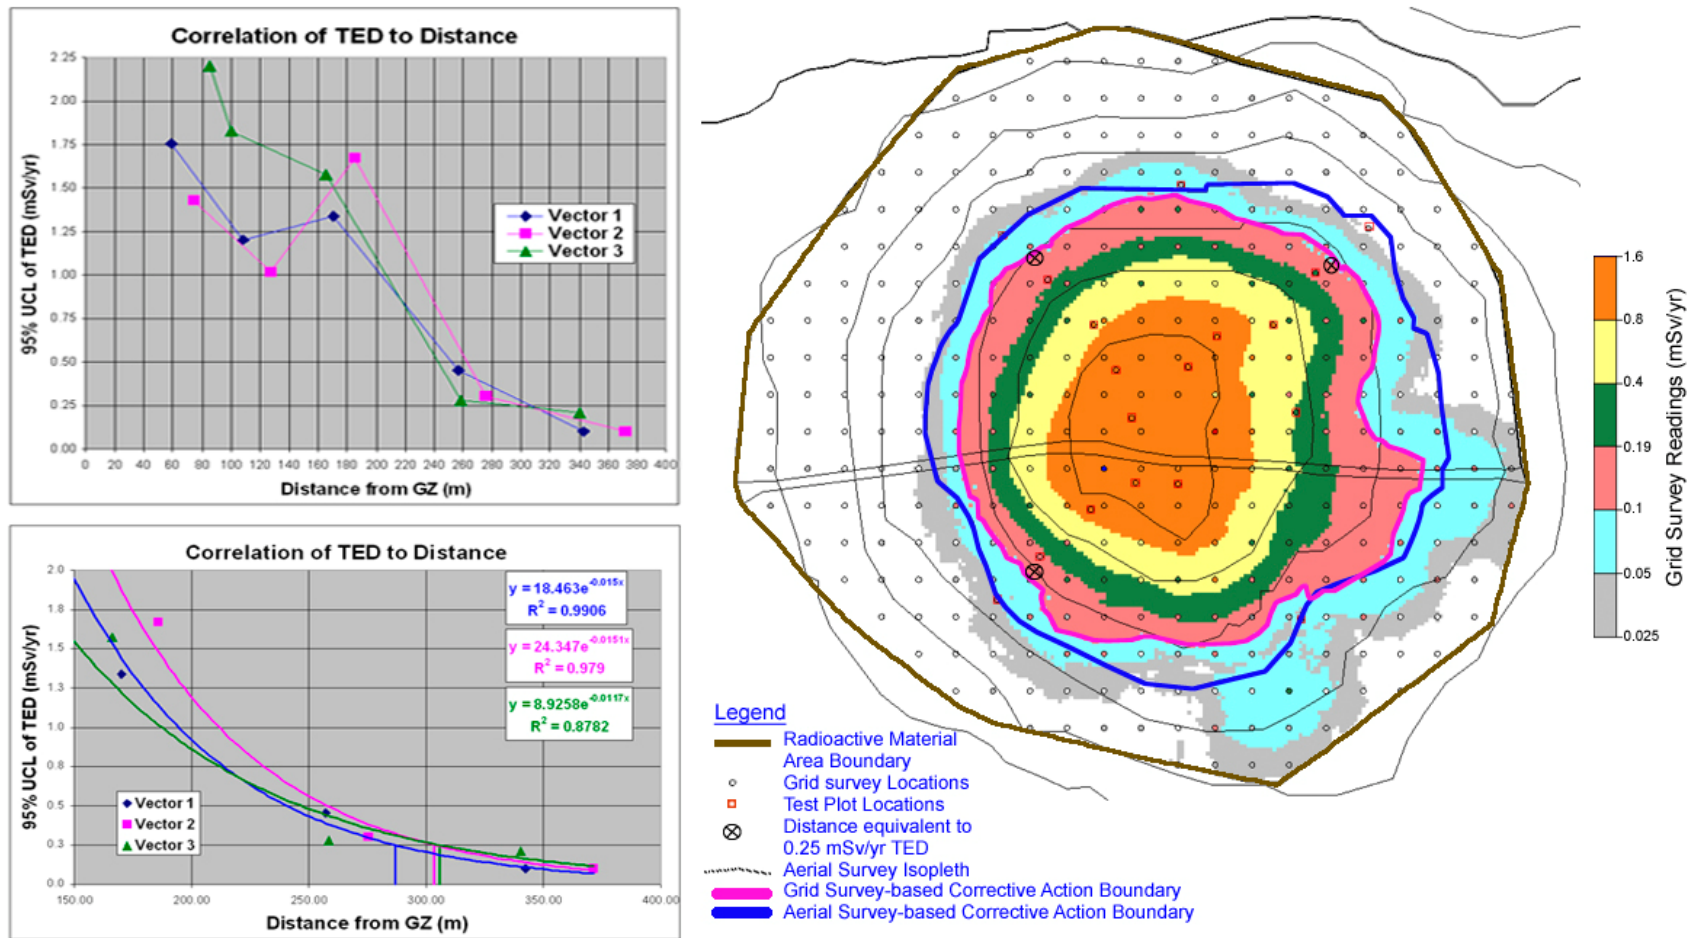 Correlation of TED to Distance
95% UCL of TED (mSv/yr)
2.25
2.00
1.75
1.50
1.25
1.00
0.75
0.50
0.25
0.00
0 20 40 60 80 100 120 140 160 180 200 220 240 260 280 300 320 340 360 380 400
Distance from GZ (m)
Vector 1
Vector 2
Vector 3
Correlation of TED to Distance
95% UCL of TED (mSv/yr)
2.0
1.8
1.5
1.3
1.0
0.8
0.5
0.3
0.0
150.00 200.00 250.00 300.00 350.00 400.00
Distance from GZ (m)
y = 18.463e^-0.015x
R² = 0.9906
y = 24.347e^-0.0151x
R² = 0.979
y = 8.9258e^-0.0117x
R² = 0.8782
Vector 1
Vector 2
Vector 3
Legend
Radioactive Material
Area Boundary
Grid survey Locations
Test Plot Locations
Distance equivalent to
0.25 mSv/yr TED
Aerial Survey Isopleth
Grid Survey-based Corrective Action Boundary
Aerial Survey-based Corrective Action Boundary
1.6
0.8
0.4
0.19
0.1
0.05
0.025
Grid Survey Readings (mSv/yr)